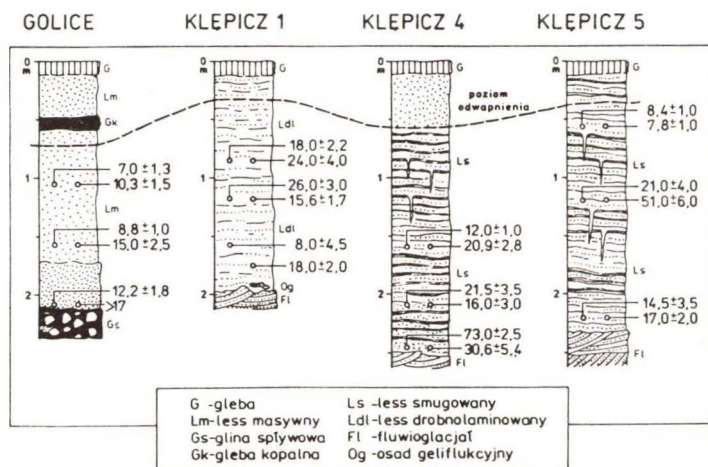 GOLICE
KLĘPICZ 1
KLĘPICZ 4
KLĘPICZ 5
0
m
G
Lm
Gk
1
7,0 ±1,3
10,3 ±1,5
Lm
8,8 ±1,0
15,0 ±2,5
2
12,2 ±1,8
>17
Gs
0
m
G
Ldl
18,0 ±2,2
24,0 ±4,0
1
26,0 ±3,0
15,6 ±1,7
Ldl
8,0 ±4,5
18,0 ±2,0
2
Og
Fl
0
m
G
poziom
odwapnienia
Ls
1
12,0 ±1,0
20,9 ±2,8
Ls
21,5 ±3,5
2
16,0 ±3,0
73,0 ±2,5
30,6 ±5,4
Fl
0
m
G
8,4 ±1,0
7,8 ±1,0
Ls
1
21,0 ±4,0
51,0 ±6,0
Ls
2
14,5 ±3,5
17,0 ±2,0
Fl
G -gleba
Lm-less masywny
Gs-glina spływowa
Gk-gleba kopalna
Ls -less smugowany
Ldl-less drobnolaminowany
Fl -fluwioglacjał
Og -osad geliflukcyjny